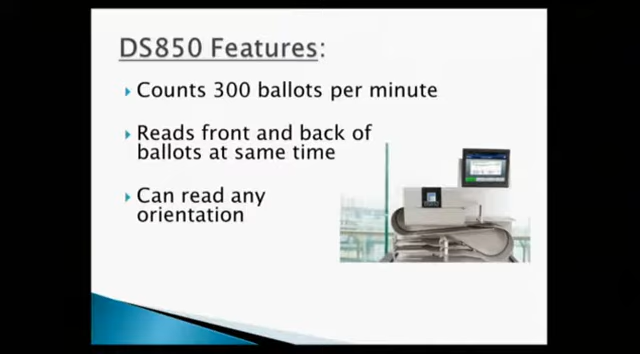 DS850 Features:
Counts 300 ballots per minute
Reads front and back of
ballots at same time
Can read any
orientation